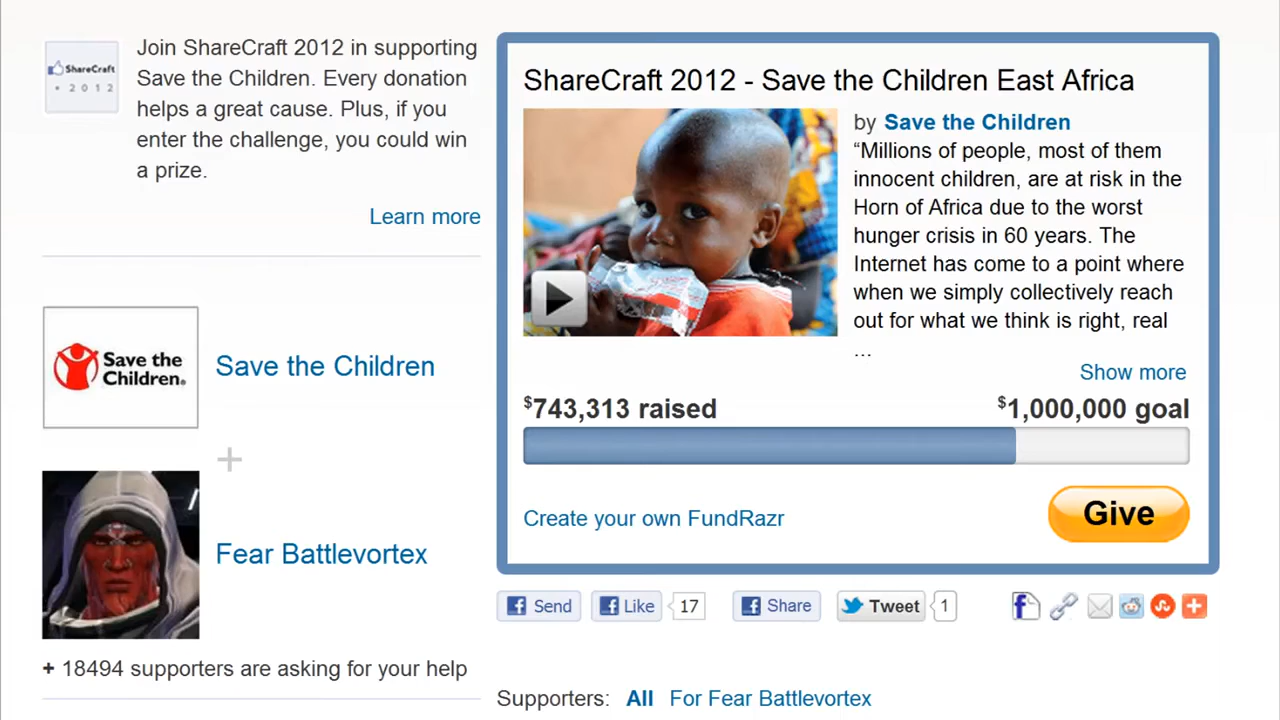 ShareCraft
• 2 0 1 2
Join ShareCraft 2012 in supporting
Save the Children. Every donation
helps a great cause. Plus, if you
enter the challenge, you could win
a prize.
Learn more
Save the
Children®
Save the Children
+
Fear Battlevortex
+ 18494 supporters are asking for your help
ShareCraft 2012 - Save the Children East Africa
by Save the Children
“Millions of people, most of them
innocent children, are at risk in the
Horn of Africa due to the worst
hunger crisis in 60 years. The
Internet has come to a point where
when we simply collectively reach
out for what we think is right, real
...
Show more
$743,313 raised
$1,000,000 goal
Create your own FundRazr
Give
Send
Like
17
Share
Tweet
1
Supporters: All For Fear Battlevortex